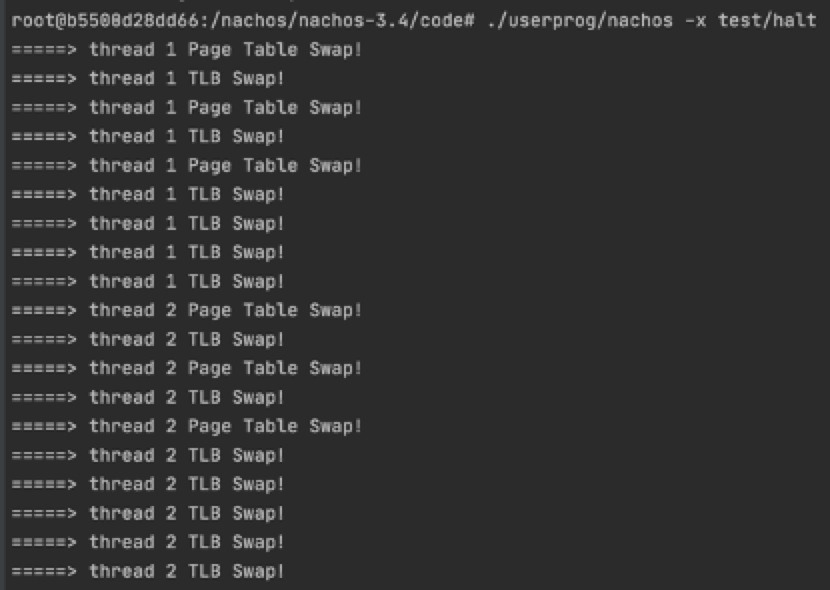 root@b5508d28dd66:/nachos/nachos-3.4/code# ./userprog/nachos -x test/halt
=====> thread 1 Page Table Swap!
=====> thread 1 TLB Swap!
=====> thread 1 Page Table Swap!
=====> thread 1 TLB Swap!
=====> thread 1 Page Table Swap!
=====> thread 1 TLB Swap!
=====> thread 1 TLB Swap!
=====> thread 1 TLB Swap!
=====> thread 1 TLB Swap!
=====> thread 2 Page Table Swap!
=====> thread 2 TLB Swap!
=====> thread 2 Page Table Swap!
=====> thread 2 TLB Swap!
=====> thread 2 Page Table Swap!
=====> thread 2 TLB Swap!
=====> thread 2 TLB Swap!
=====> thread 2 TLB Swap!
=====> thread 2 TLB Swap!
=====> thread 2 TLB Swap!